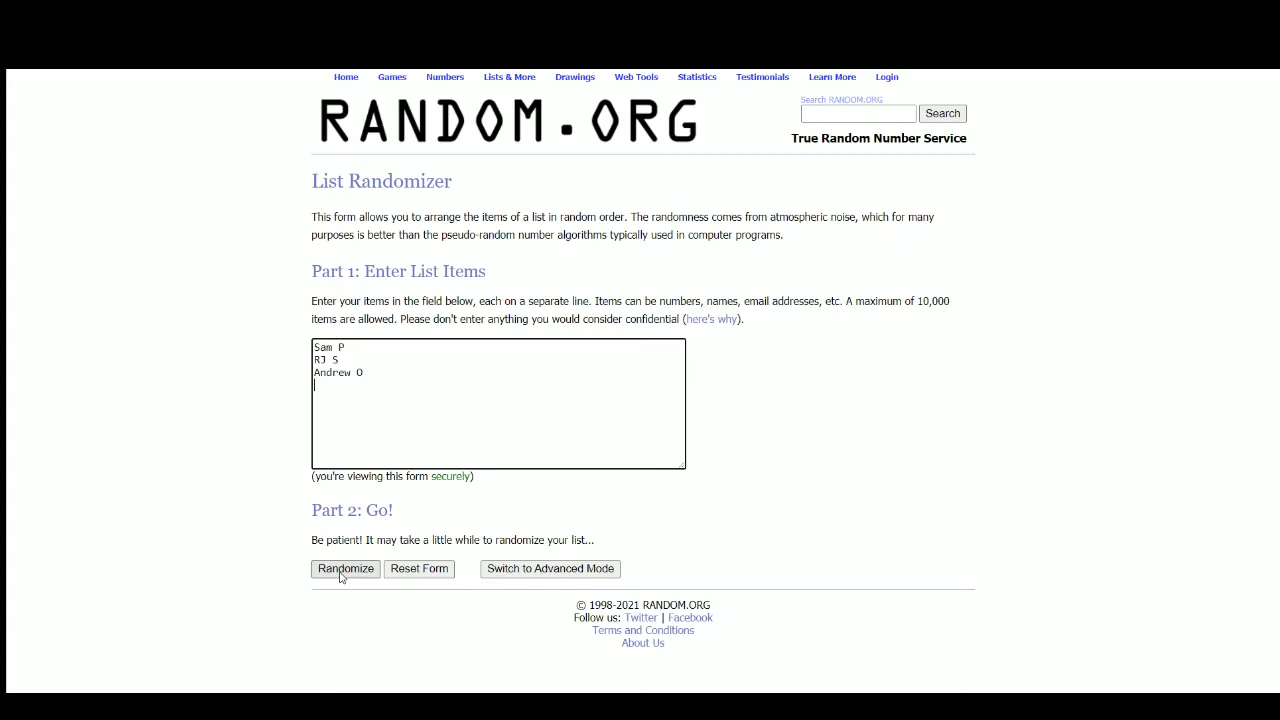 Home Games Numbers Lists & More Drawings Web Tools Statistics Testimonials Learn More Login
RANDOM.ORG
Search RANDOM.ORG
Search
True Random Number Service
List Randomizer
This form allows you to arrange the items of a list in random order. The randomness comes from atmospheric noise, which for many
purposes is better than the pseudo-random number algorithms typically used in computer programs.
Part 1: Enter List Items
Enter your items in the field below, each on a separate line. Items can be numbers, names, email addresses, etc. A maximum of 10,000
items are allowed. Please don't enter anything you would consider confidential (here's why).
Sam P
RJ S
Andrew O
(you're viewing this form securely)
Part 2: Go!
Be patient! It may take a little while to randomize your list...
Randomize Reset Form Switch to Advanced Mode
© 1998-2021 RANDOM.ORG
Follow us: Twitter | Facebook
Terms and Conditions
About Us